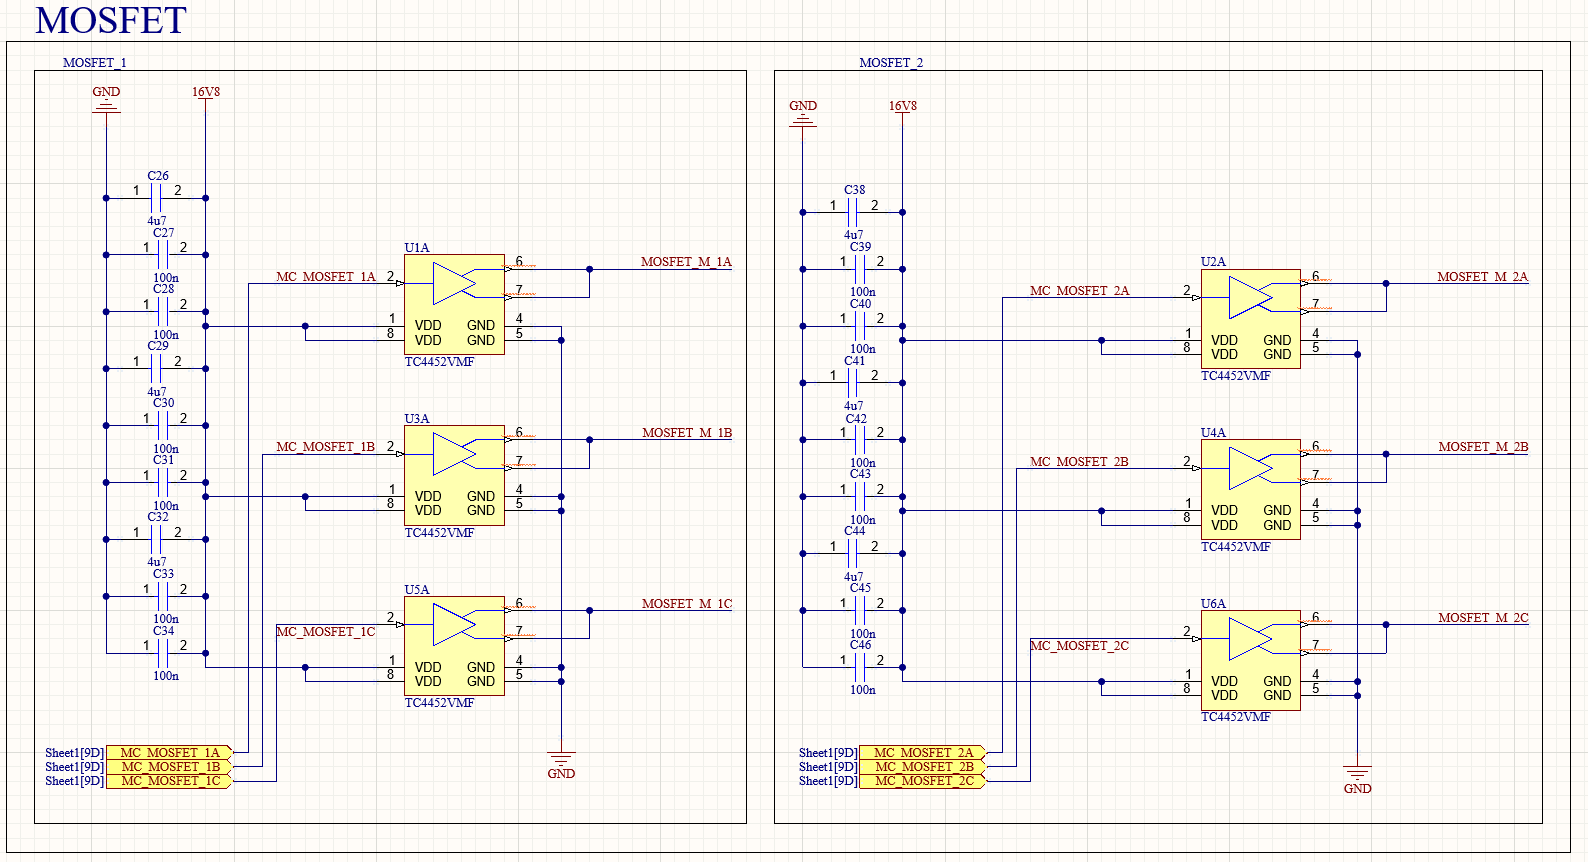 MOSFET
MOSFET_1
GND
16V8
C26
1 2
4u7
C27
1 2
100n
C28
1 2
100n
C29
1 2
4u7
C30
1 2
100n
C31
1 2
100n
C32
1 2
4u7
C33
1 2
100n
C34
1 2
100n
U1A
MC_MOSFET_1A 2
6 MOSFET_M_1A
7
1 VDD GND 4
8 VDD GND 5
TC4452VMF
U3A
MC_MOSFET_1B 2
6 MOSFET_M_1B
7
1 VDD GND 4
8 VDD GND 5
TC4452VMF
U5A
MC_MOSFET_1C 2
6 MOSFET_M_1C
7
1 VDD GND 4
8 VDD GND 5
TC4452VMF
Sheet1[9D] MC_MOSFET_1A
Sheet1[9D] MC_MOSFET_1B
Sheet1[9D] MC_MOSFET_1C
GND
MOSFET_2
GND
16V8
C38
1 2
4u7
C39
1 2
100n
C40
1 2
100n
C41
1 2
4u7
C42
1 2
100n
C43
1 2
100n
C44
1 2
4u7
C45
1 2
100n
C46
1 2
100n
U2A
MC_MOSFET_2A 2
6 MOSFET_M_2A
7
1 VDD GND 4
8 VDD GND 5
TC4452VMF
U4A
MC_MOSFET_2B 2
6 MOSFET_M_2B
7
1 VDD GND 4
8 VDD GND 5
TC4452VMF
U6A
MC_MOSFET_2C 2
6 MOSFET_M_2C
7
1 VDD GND 4
8 VDD GND 5
TC4452VMF
Sheet1[9D] MC_MOSFET_2A
Sheet1[9D] MC_MOSFET_2B
Sheet1[9D] MC_MOSFET_2C
GND